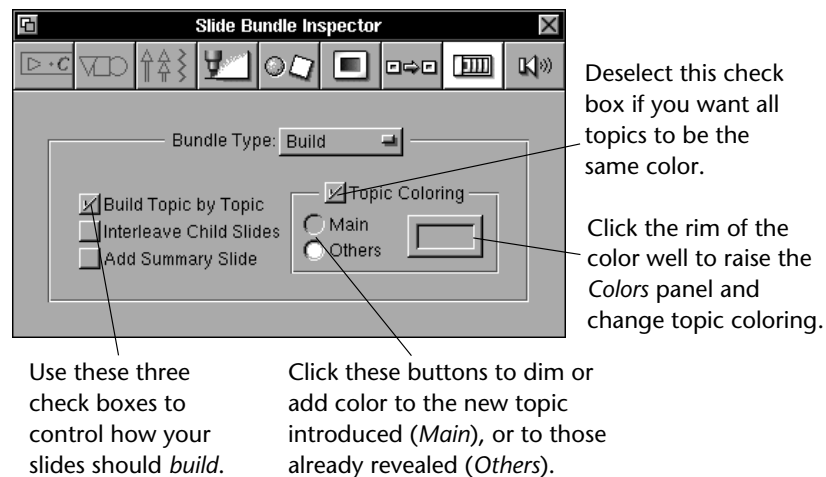 Slide Bundle Inspector
Bundle Type: Build
Build Topic by Topic
Interleave Child Slides
Add Summary Slide
Topic Coloring
Main
Others
Deselect this check
box if you want all
topics to be the
same color.
Click the rim of the
color well to raise the
Colors panel and
change topic coloring.
Use these three
check boxes to
control how your
slides should build.
Click these buttons to dim or
add color to the new topic
introduced (Main), or to those
already revealed (Others).